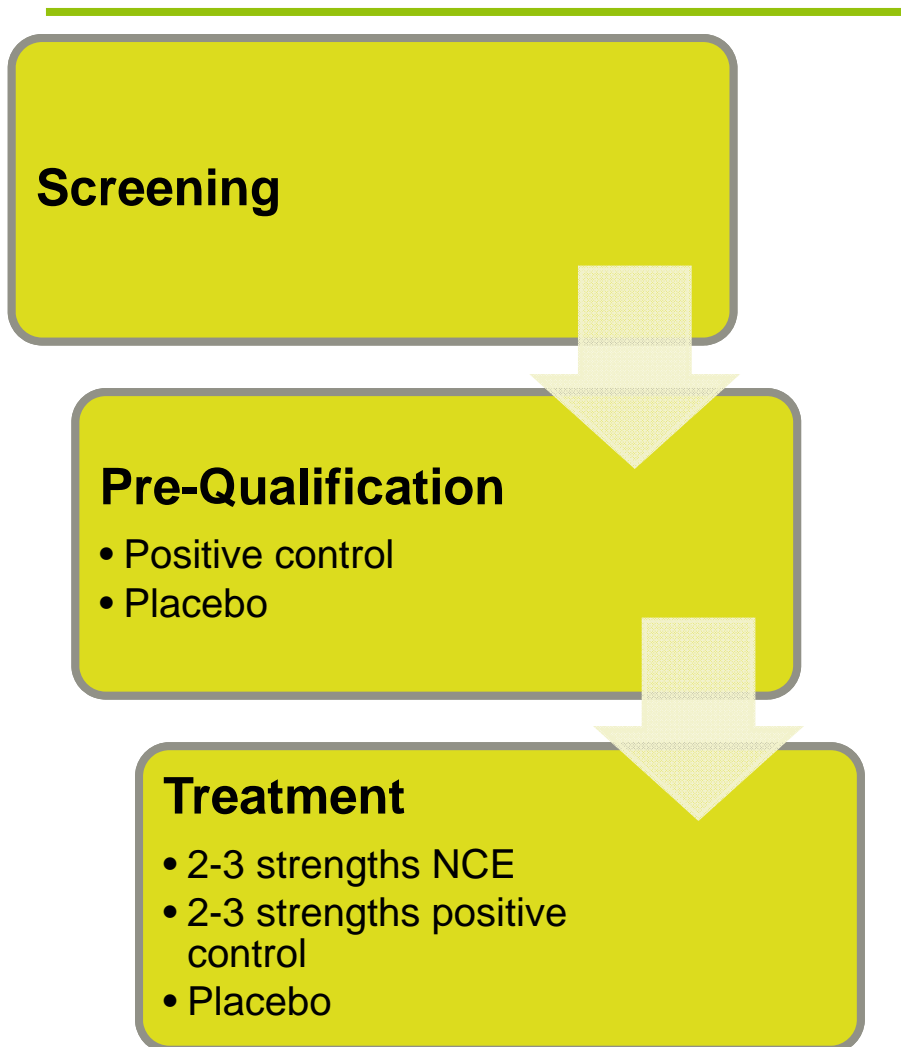 Screening
Pre-Qualification
• Positive control
• Placebo
Treatment
• 2-3 strengths NCE
• 2-3 strengths positive
control
• Placebo